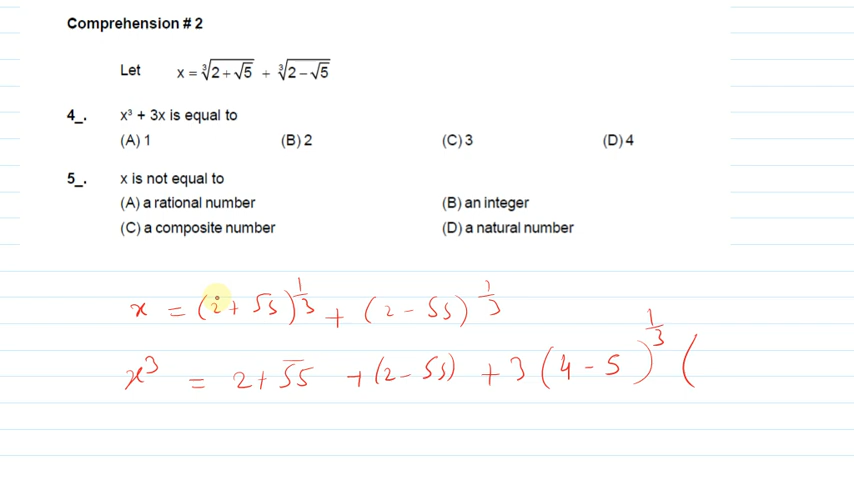 Comprehension # 2
Let x = ∛(2 + √5) + ∛(2 − √5)
4_. x³ + 3x is equal to
(A) 1 (B) 2 (C) 3 (D) 4
5_. x is not equal to
(A) a rational number (B) an integer
(C) a composite number (D) a natural number
x = (2 + √5)^(1/3) + (2 − √5)^(1/3)
x³ = 2 + √5 + (2 − √5) + 3 (4 − 5)^(1/3) (